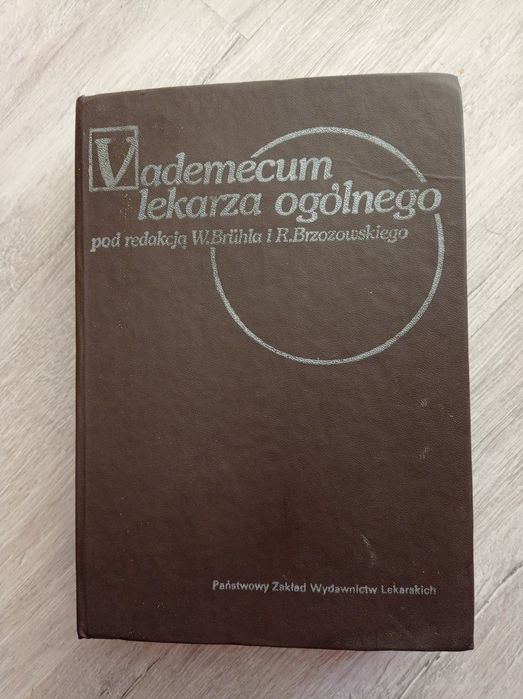 Vademecum
lekarza ogólnego
pod redakcją W.Brühla i R.Brzozowskiego
Państwowy Zakład Wydawnictw Lekarskich